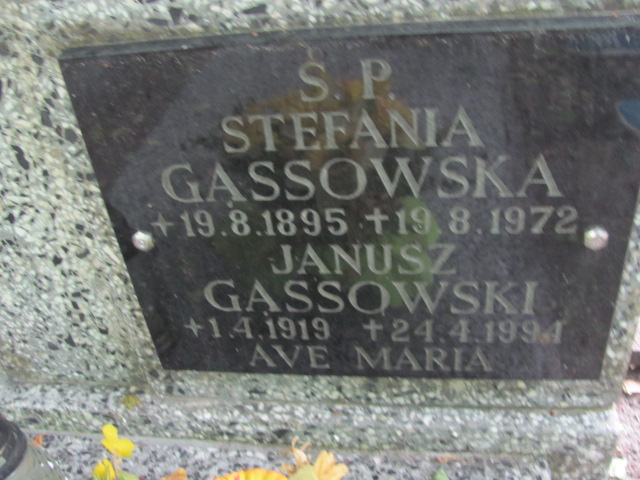 Ś. P.
STEFANIA
GĄSSOWSKA
+19.8.1895 +19.8.1972
JANUSZ
GĄSSOWSKI
+1.4.1919 +24.4.1994
AVE MARIA